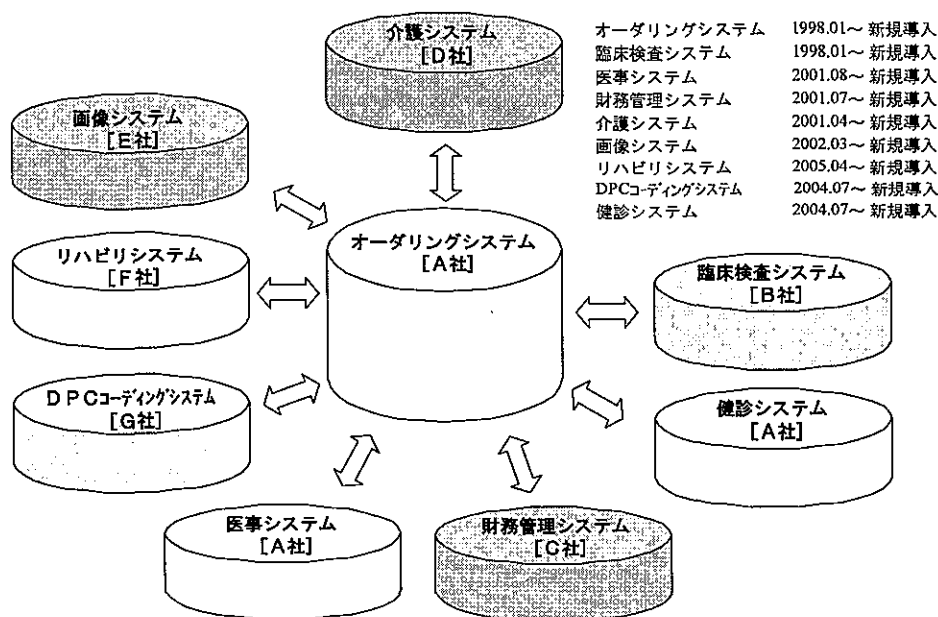 介護システム
[D社]
オーダリングシステム 1998.01~ 新規導入
臨床検査システム 1998.01~ 新規導入
医事システム 2001.08~ 新規導入
財務管理システム 2001.07~ 新規導入
介護システム 2001.04~ 新規導入
画像システム 2002.03~ 新規導入
リハビリシステム 2005.04~ 新規導入
DPCコーディングシステム 2004.07~ 新規導入
健診システム 2004.07~ 新規導入
画像システム
[E社]
オーダリングシステム
[A社]
リハビリシステム
[F社]
臨床検査システム
[B社]
DPCコーディングシステム
[G社]
健診システム
[A社]
医事システム
[A社]
財務管理システム
[C社]